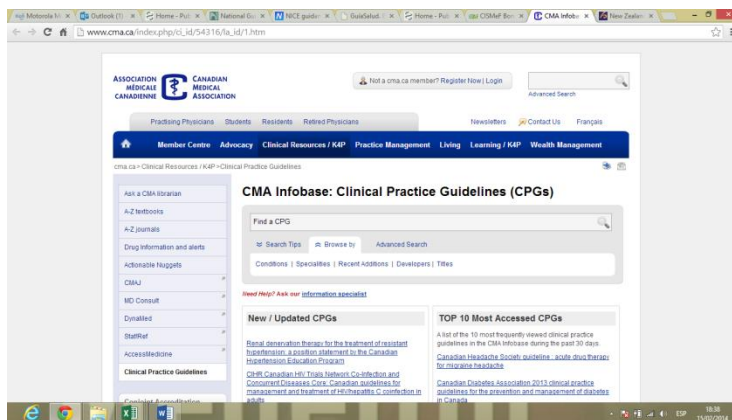 Motorola M
Outlook (1)
Home - Pub
National Gu
NICE guidan
GuiaSalud.
Home - Pub
CISMeF Bon
CMA Infoba
New Zealan
www.cma.ca/index.php/ci_id/54316/la_id/1.htm
ASSOCIATION MÉDICALE CANADIENNE
CANADIAN MEDICAL ASSOCIATION
Not a cma.ca member? Register Now | Login
Advanced Search
Practising Physicians Students Residents Retired Physicians
Newsletters Contact Us Français
Member Centre Advocacy Clinical Resources / K4P Practice Management Living Learning / K4P Wealth Management
cma.ca > Clinical Resources / K4P > Clinical Practice Guidelines
Ask a CMA librarian
A-Z textbooks
A-Z journals
Drug information and alerts
Actionable Nuggets
CMAJ
MD Consult
DynaMed
StatRef
AccessMedicine
Clinical Practice Guidelines
Conjoint Accreditation
CMA Infobase: Clinical Practice Guidelines (CPGs)
Find a CPG
Search Tips Browse by Advanced Search
Conditions | Specialities | Recent Additions | Developers | Titles
Need Help? Ask our information specialist
New / Updated CPGs
Renal denervation therapy for the treatment of resistant
hypertension: a position statement by the Canadian
Hypertension Education Program
CIHR Canadian HIV Trials Network Co-Infection and
Concurrent Diseases Core: Canadian guidelines for
management and treatment of HIV/hepatitis C coinfection in
adults
TOP 10 Most Accessed CPGs
A list of the 10 most frequently viewed clinical practice
guidelines in the CMA Infobase during the past 30 days.
Canadian Headache Society guideline : acute drug therapy
for migraine headache
Canadian Diabetes Association 2013 clinical practice
guidelines for the prevention and management of diabetes
in Canada
ESP
18:38
15/02/2014